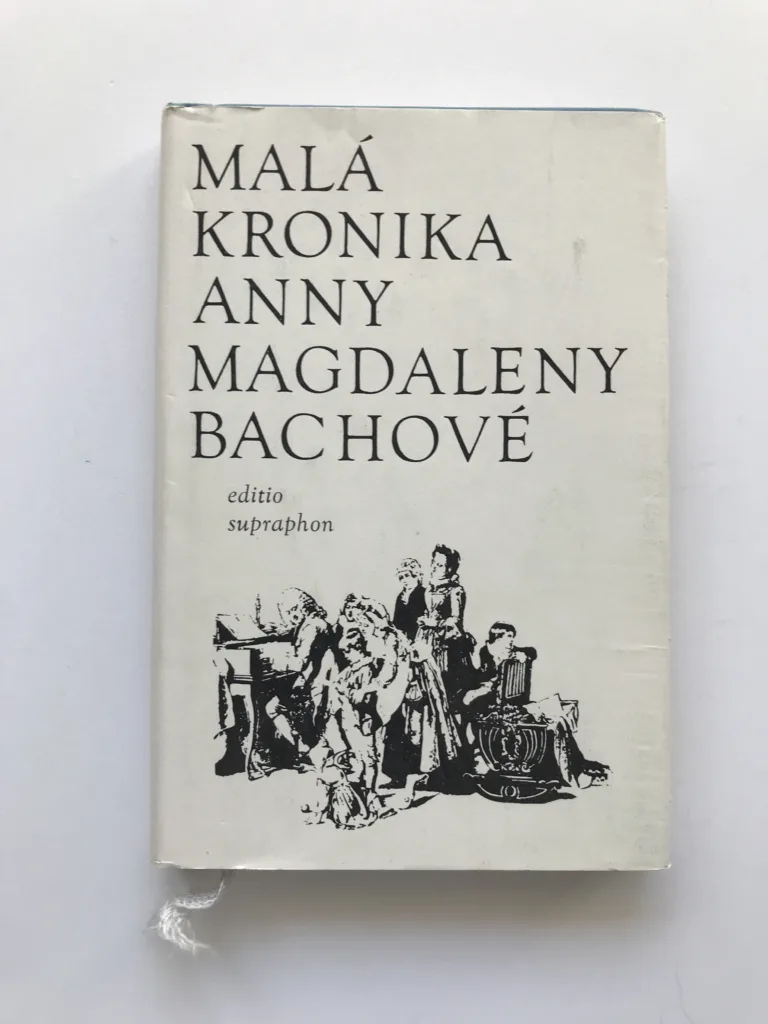 MALÁ
KRONIKA
ANNY
MAGDALENY
BACHOVÉ
editio
supraphon